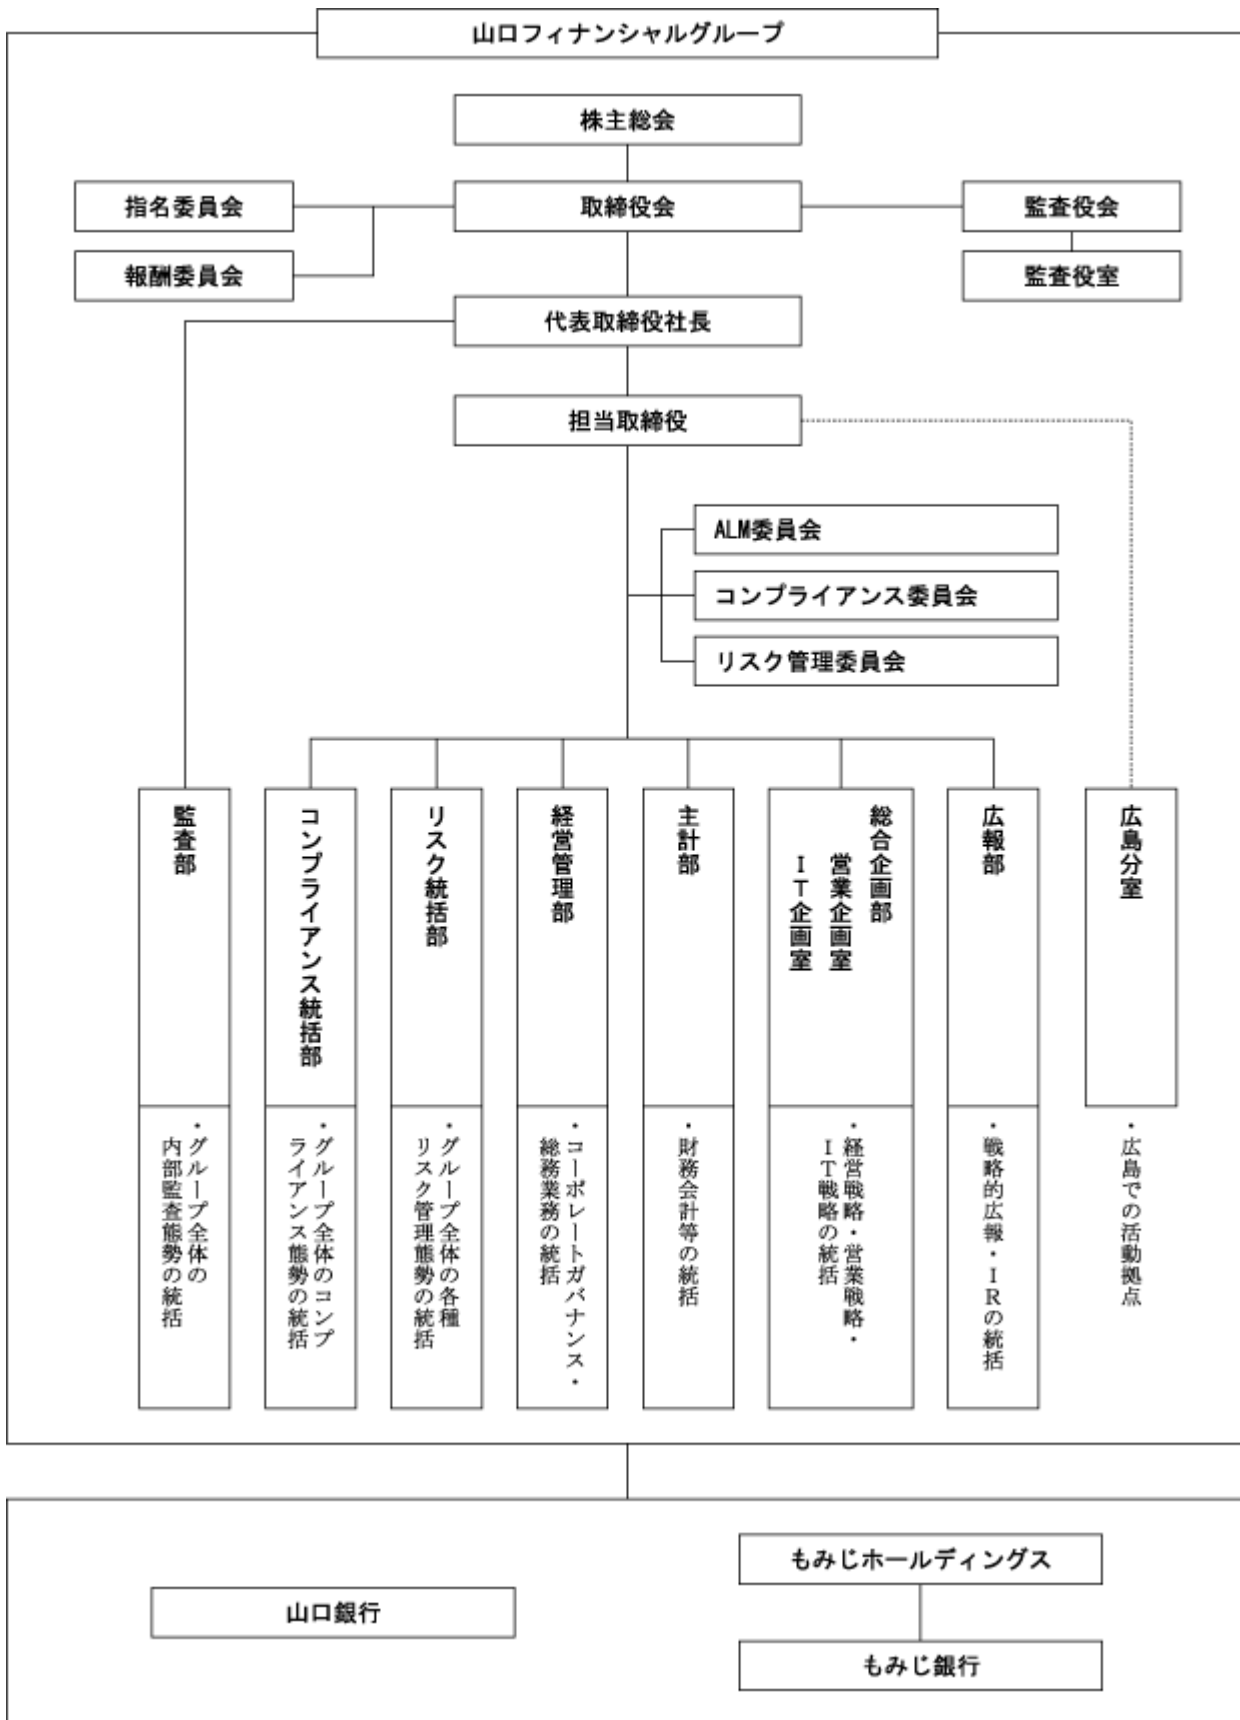 山口フィナンシャルグループ
株主総会
指名委員会
取締役会
監査役会
報酬委員会
監査役室
代表取締役社長
担当取締役
ALM委員会
コンプライアンス委員会
リスク管理委員会
監査部
コンプライアンス統括部
リスク統括部
経営管理部
主計部
総合企画部
営業企画室
IT企画室
広報部
広島分室
・グループ全体の
内部監査態勢の統括
・グループ全体のコンプ
ライアンス態勢の統括
・グループ全体の各種
リスク管理態勢の統括
・コーポレートガバナンス・
総務業務の統括
・財務会計等の統括
・経営戦略・営業戦略・
IT戦略の統括
・戦略的広報・IRの統括
・広島での活動拠点
もみじホールディングス
山口銀行
もみじ銀行